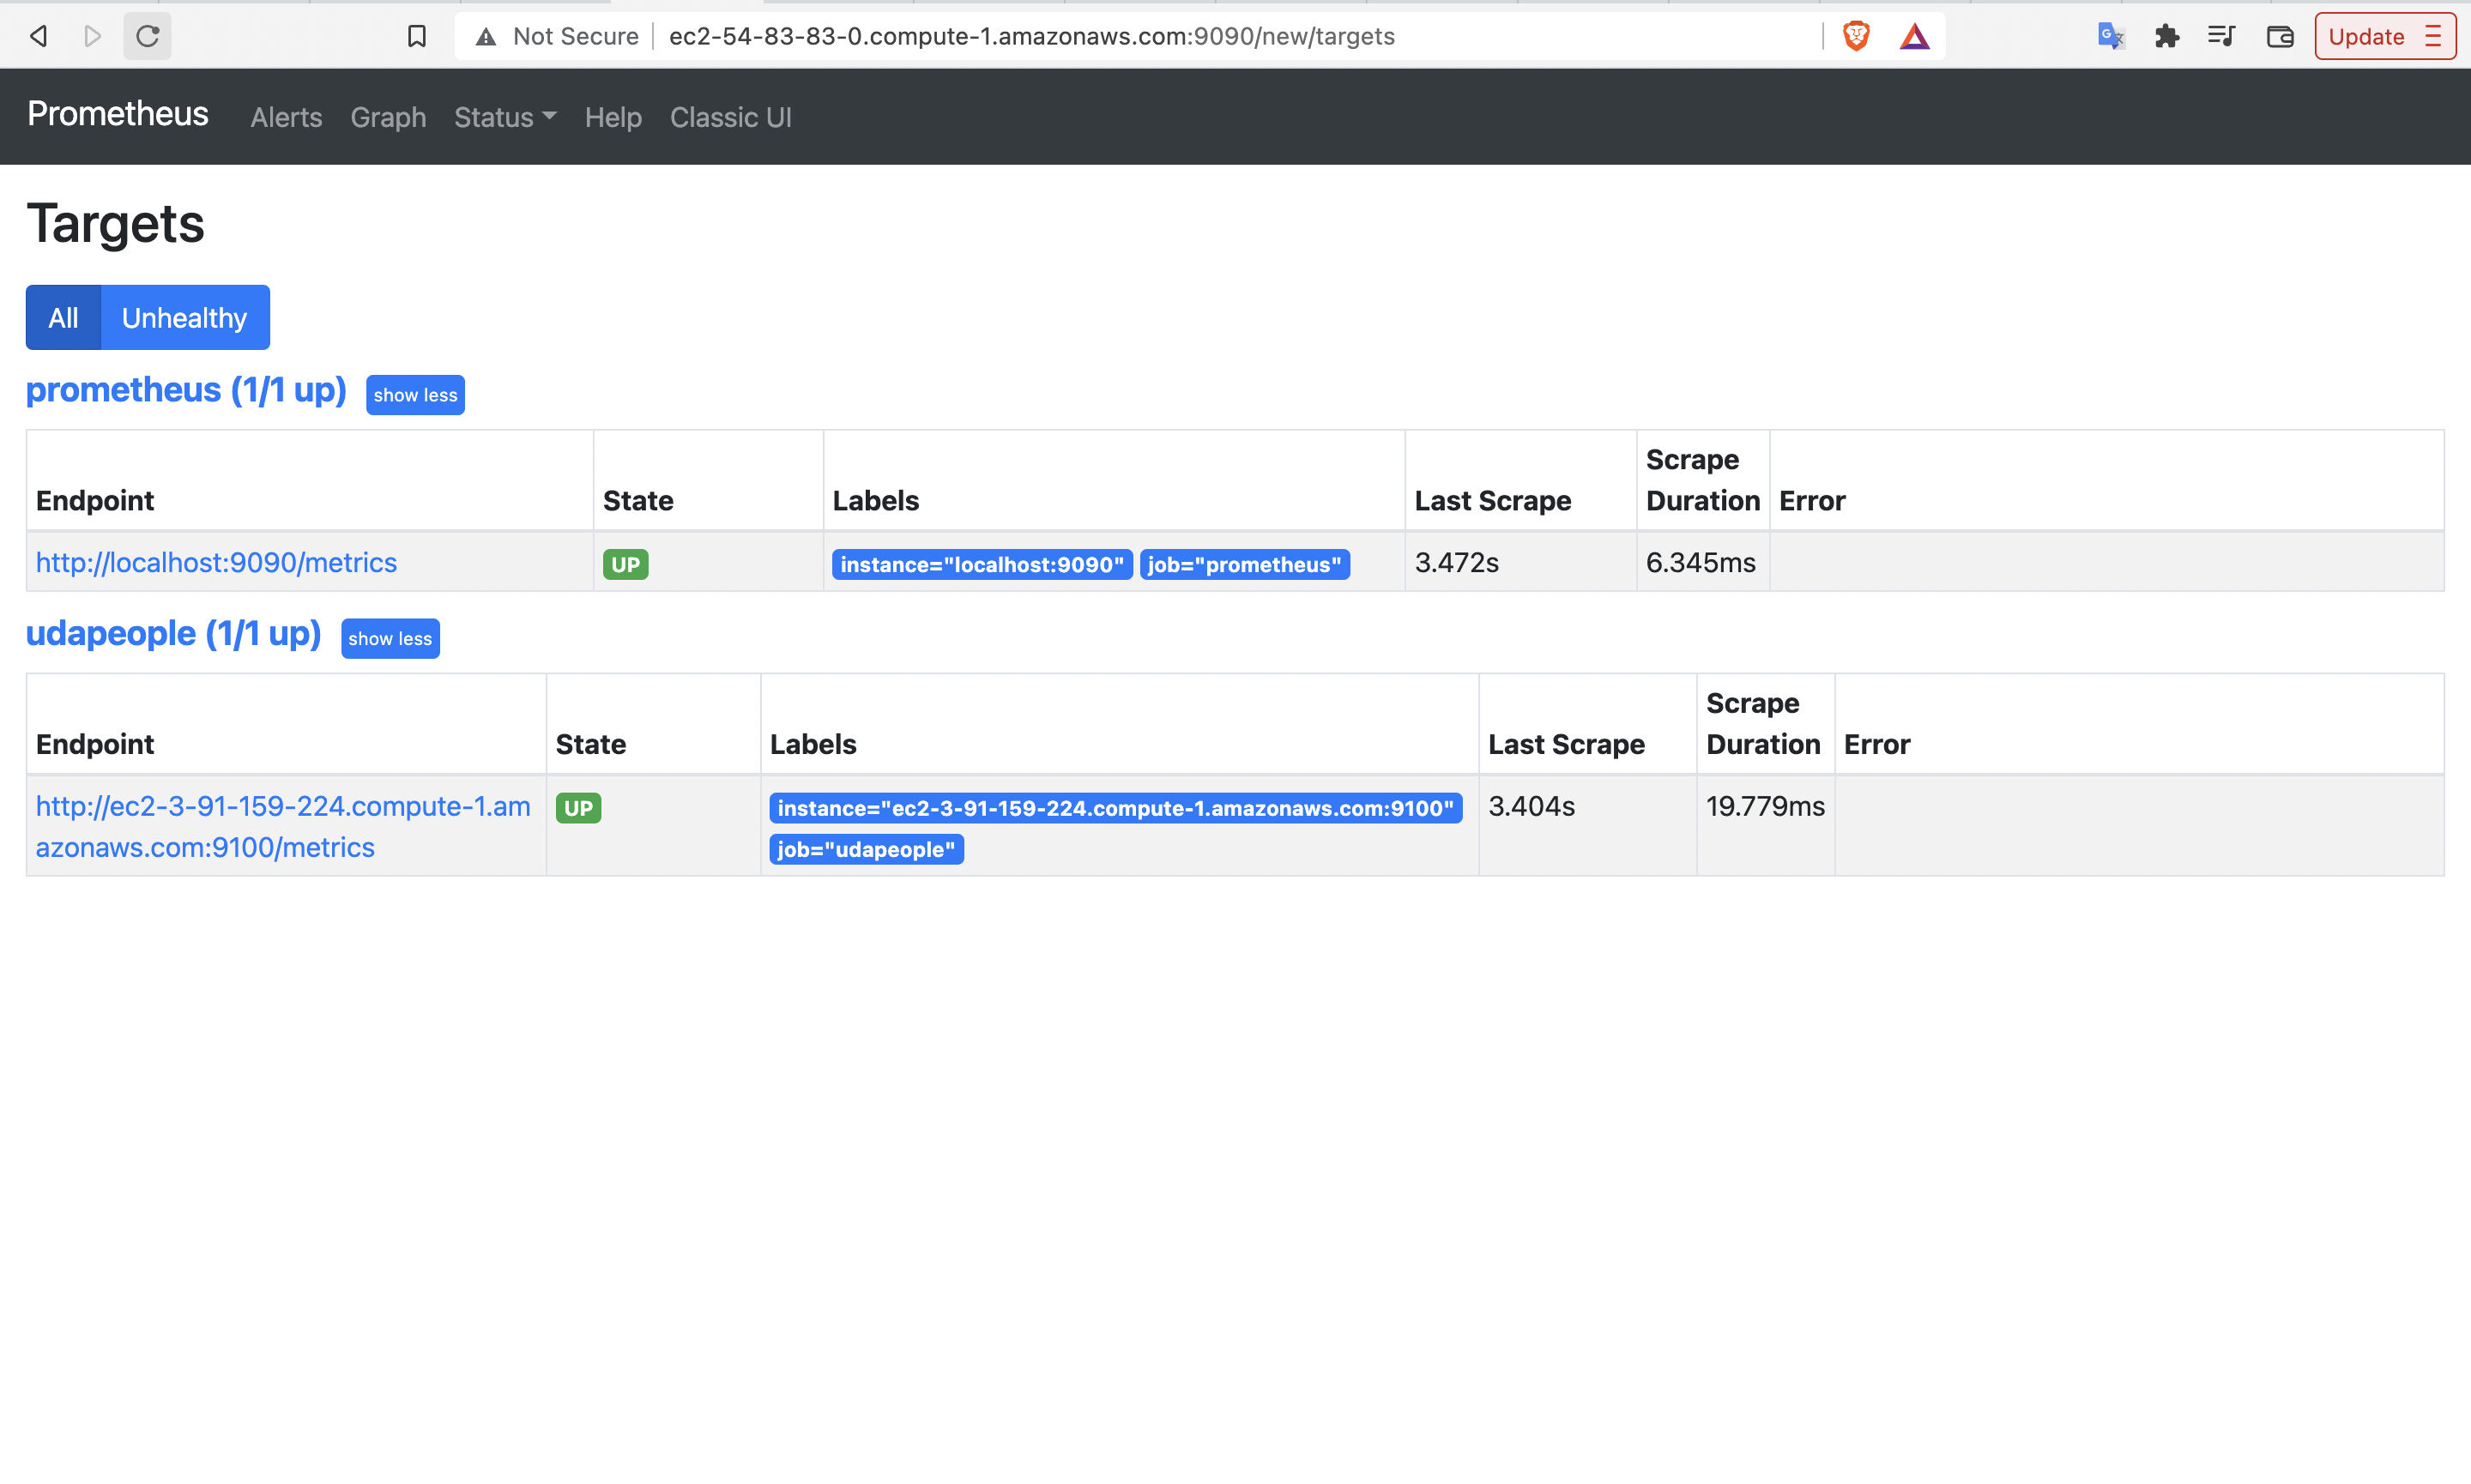 Not Secure ec2-54-83-83-0.compute-1.amazonaws.com:9090/new/targets Update
Prometheus Alerts Graph Status Help Classic UI
Targets
All Unhealthy
prometheus (1/1 up) show less
Endpoint State Labels Last Scrape Scrape Duration Error
http://localhost:9090/metrics UP instance="localhost:9090" job="prometheus" 3.472s 6.345ms
udapeople (1/1 up) show less
Endpoint State Labels Last Scrape Scrape Duration Error
http://ec2-3-91-159-224.compute-1.am UP instance="ec2-3-91-159-224.compute-1.amazonaws.com:9100" 3.404s 19.779ms
azonaws.com:9100/metrics job="udapeople"